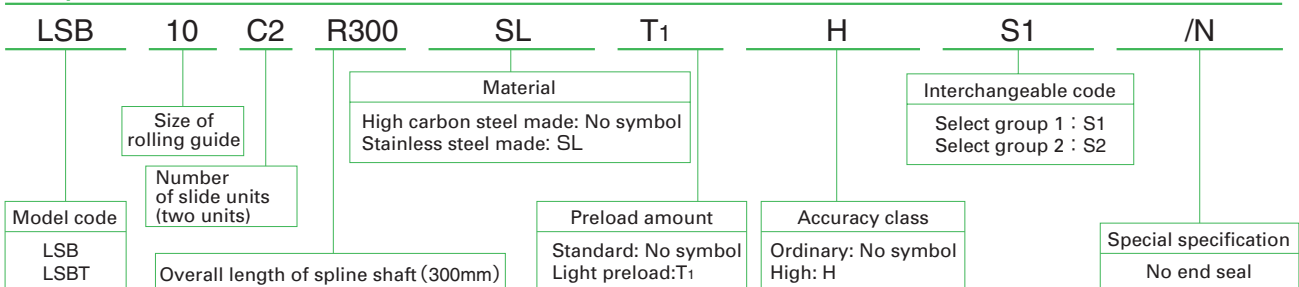 LSB 10 C2 R300 SL T1 H S1 /N
Material
High carbon steel made: No symbol
Stainless steel made: SL
Interchangeable code
Select group 1：S1
Select group 2：S2
Size of
rolling guide
Number
of slide units
(two units)
Model code
LSB
LSBT
Overall length of spline shaft (300mm)
Preload amount
Standard: No symbol
Light preload:T1
Accuracy class
Ordinary: No symbol
High: H
Special specification
No end seal